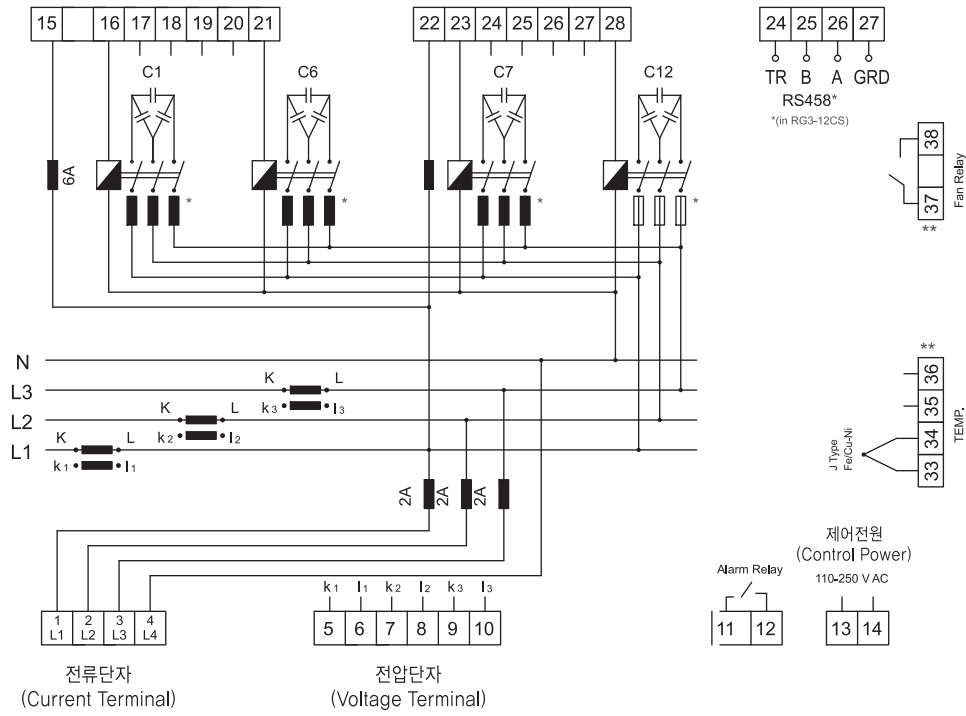 15 16 17 18 19 20 21
22 23 24 25 26 27 28
24 25 26 27
TR B A GRD
RS458*
*(in RG3-12CS)
C1
C6
C7
C12
6A
*
*
*
*
38
37
**
Fan Relay
N
L3
L2
L1
K L
k3 l3
K L
k2 l2
K L
k1 l1
**
36
35
34
33
TEMP.
J Type
Fe/Cu-Ni
2A
2A
2A
제어전원
(Control Power)
110-250 V AC
13 14
Alarm Relay
11 12
1 2 3 4
L1 L2 L3 L4
전류단자
(Current Terminal)
k1 l1 k2 l2 k3 l3
5 6 7 8 9 10
전압단자
(Voltage Terminal)